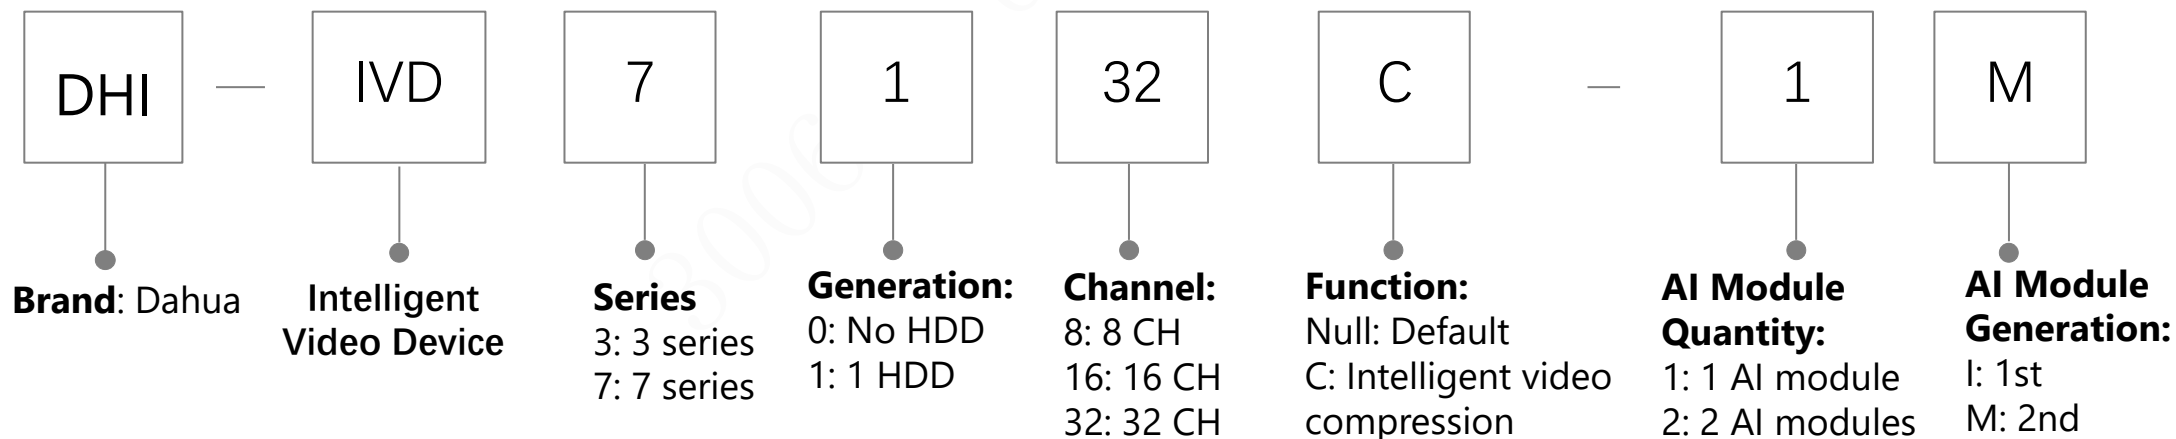 DHI — IVD 7 1 32 C — 1 M
Brand: Dahua
Intelligent
Video Device
Series
3: 3 series
7: 7 series
Generation:
0: No HDD
1: 1 HDD
Channel:
8: 8 CH
16: 16 CH
32: 32 CH
Function:
Null: Default
C: Intelligent video
compression
AI Module
Quantity:
1: 1 AI module
2: 2 AI modules
AI Module
Generation:
I: 1st
M: 2nd